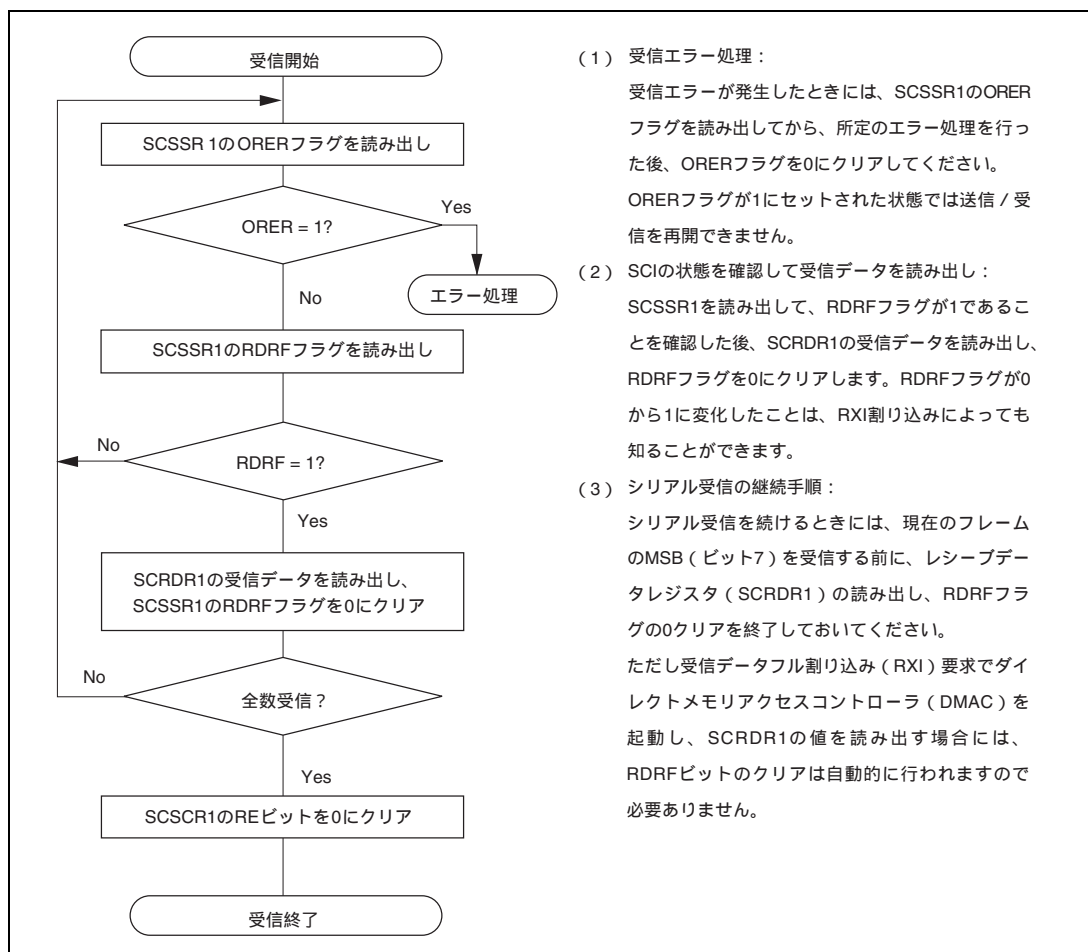 受信開始
SCSSR 1のORERフラグを読み出し
ORER = 1?
Yes
エラー処理
No
SCSSR1のRDRFフラグを読み出し
No
RDRF = 1?
Yes
SCRDR1の受信データを読み出し、
SCSSR1のRDRFフラグを0にクリア
No
全数受信？
Yes
SCSCR1のREビットを0にクリア
受信終了
（1） 受信エラー処理：
受信エラーが発生したときには、SCSSR1のORER
フラグを読み出してから、所定のエラー処理を行っ
た後、ORERフラグを0にクリアしてください。
ORERフラグが1にセットされた状態では送信 / 受
信を再開できません。
（2） SCIの状態を確認して受信データを読み出し：
SCSSR1を読み出して、RDRFフラグが1であるこ
とを確認した後、SCRDR1の受信データを読み出し、
RDRFフラグを0にクリアします。RDRFフラグが0
から1に変化したことは、RXI割り込みによっても
知ることができます。
（3） シリアル受信の継続手順：
シリアル受信を続けるときには、現在のフレーム
のMSB（ビット7）を受信する前に、レシーブデー
タレジスタ（SCRDR1）の読み出し、RDRFフラ
グの0クリアを終了しておいてください。
ただし受信データフル割り込み（RXI）要求でダイ
レクトメモリアクセスコントローラ（DMAC）を
起動し、SCRDR1の値を読み出す場合には、
RDRFビットのクリアは自動的に行われますので
必要ありません。